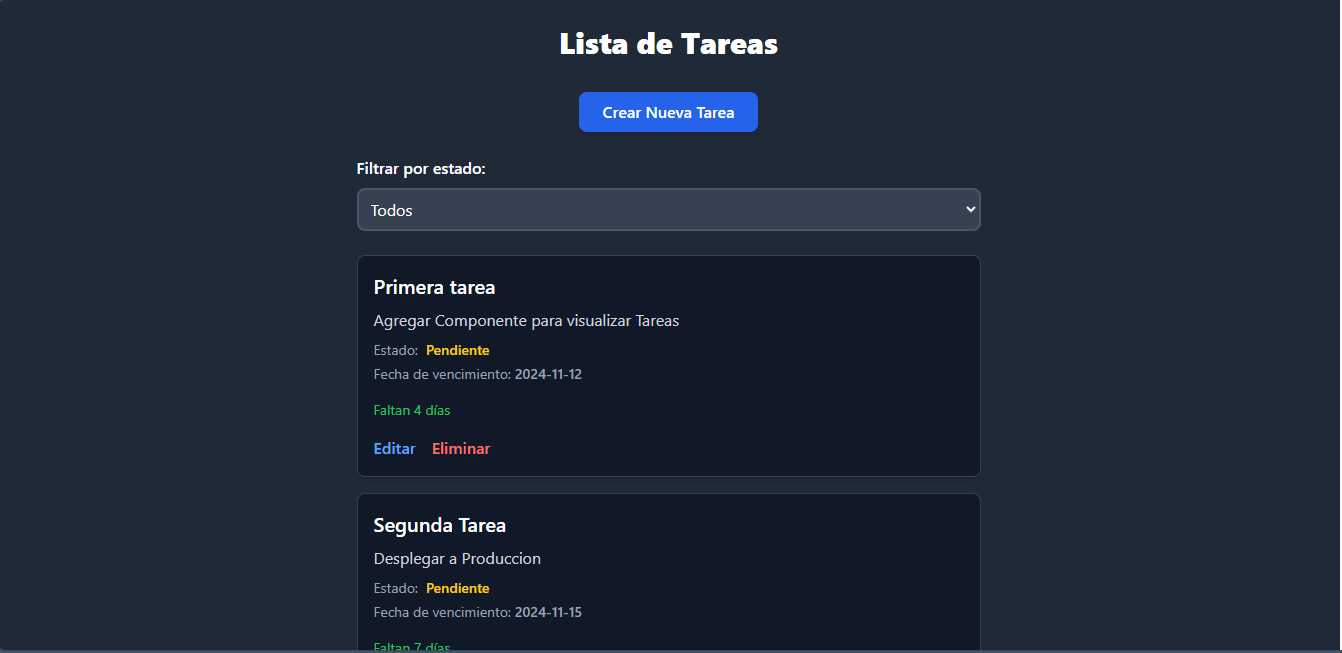 Lista de Tareas
Crear Nueva Tarea
Filtrar por estado:
Todos
Primera tarea
Agregar Componente para visualizar Tareas
Estado: Pendiente
Fecha de vencimiento: 2024-11-12
Faltan 4 días
Editar Eliminar
Segunda Tarea
Desplegar a Produccion
Estado: Pendiente
Fecha de vencimiento: 2024-11-15
Faltan 7 días